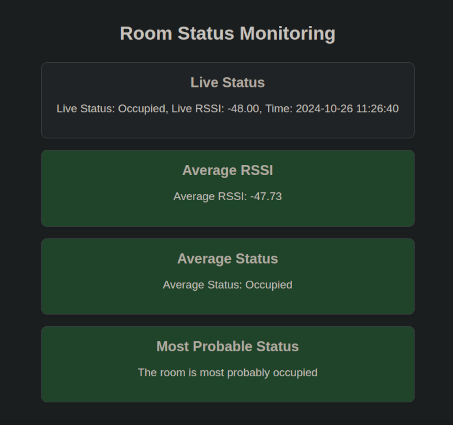 Room Status Monitoring
Live Status
Live Status: Occupied, Live RSSI: -48.00, Time: 2024-10-26 11:26:40
Average RSSI
Average RSSI: -47.73
Average Status
Average Status: Occupied
Most Probable Status
The room is most probably occupied